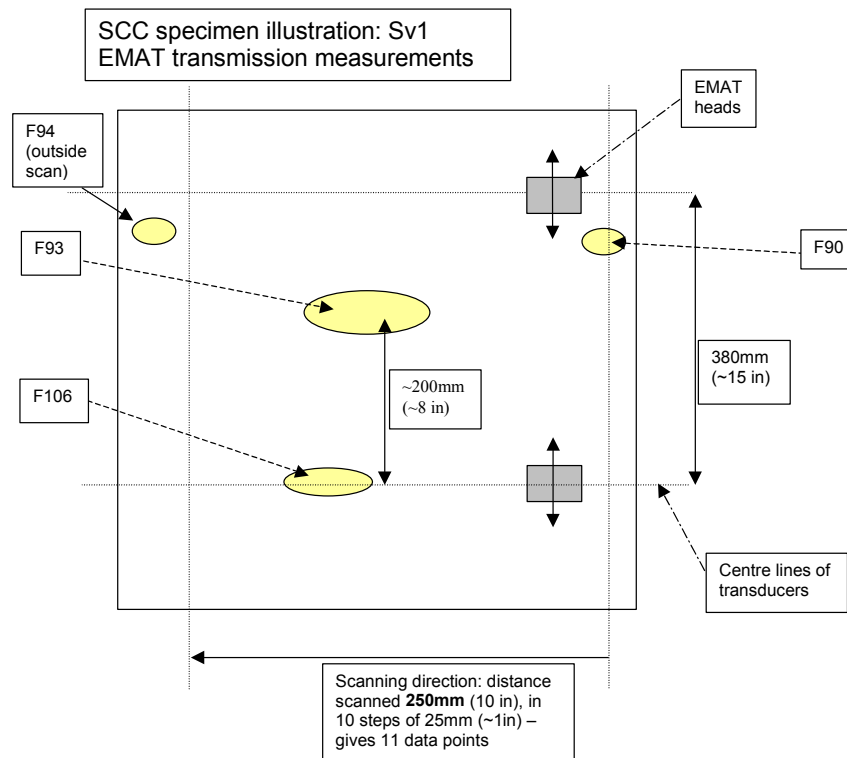 SCC specimen illustration: Sv1
EMAT transmission measurements
EMAT
heads
F94
(outside
scan)
F93
F90
380mm
(~15 in)
~200mm
(~8 in)
F106
Centre lines of
transducers
Scanning direction: distance
scanned 250mm (10 in), in
10 steps of 25mm (~1in) –
gives 11 data points